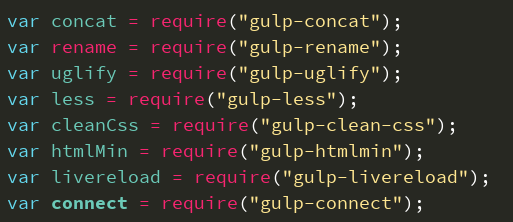 var concat = require("gulp-concat");
var rename = require("gulp-rename");
var uglify = require("gulp-uglify");
var less = require("gulp-less");
var cleanCss = require("gulp-clean-css");
var htmlMin = require("gulp-htmlmin");
var livereload = require("gulp-livereload");
var connect = require("gulp-connect");